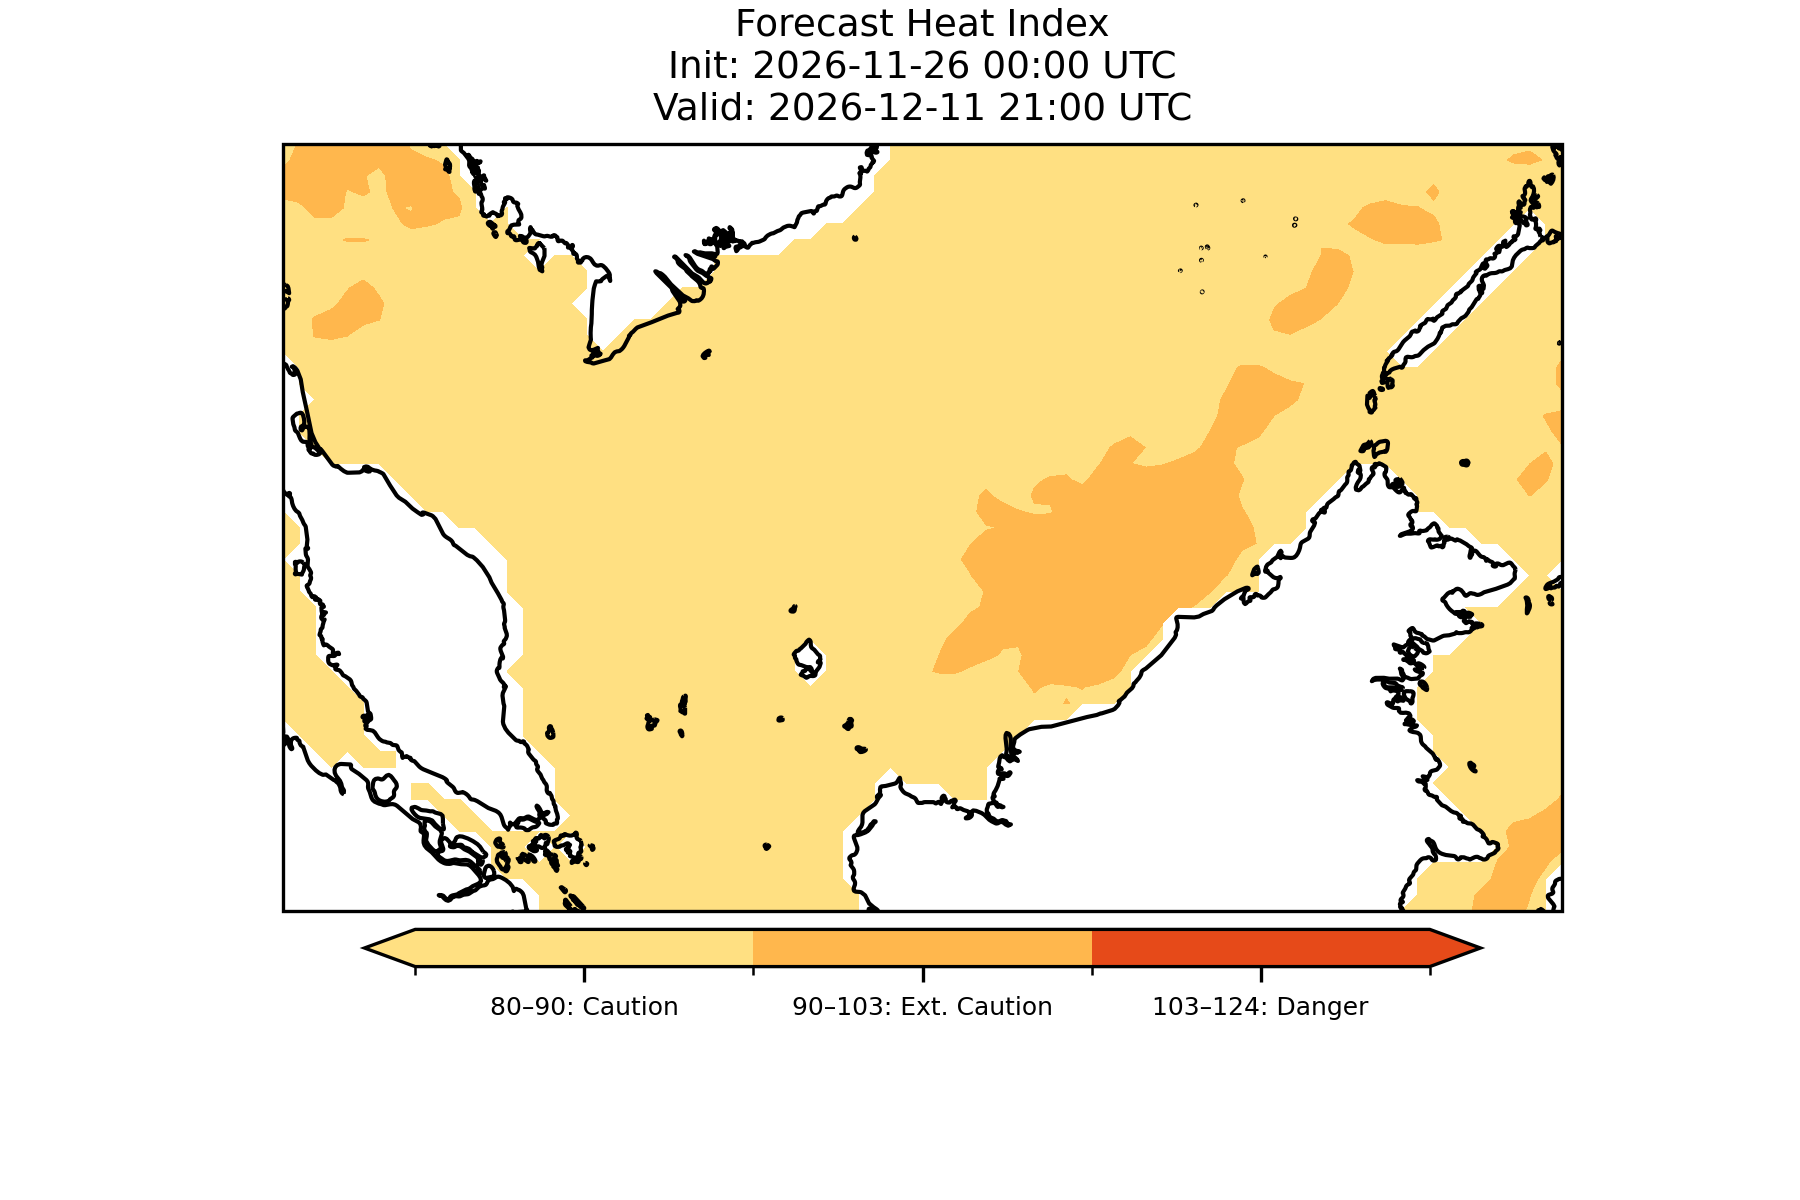 Forecast Heat Index
Init: 2026-11-26 00:00 UTC
Valid: 2026-12-11 21:00 UTC
80–90: Caution
90–103: Ext. Caution
103–124: Danger